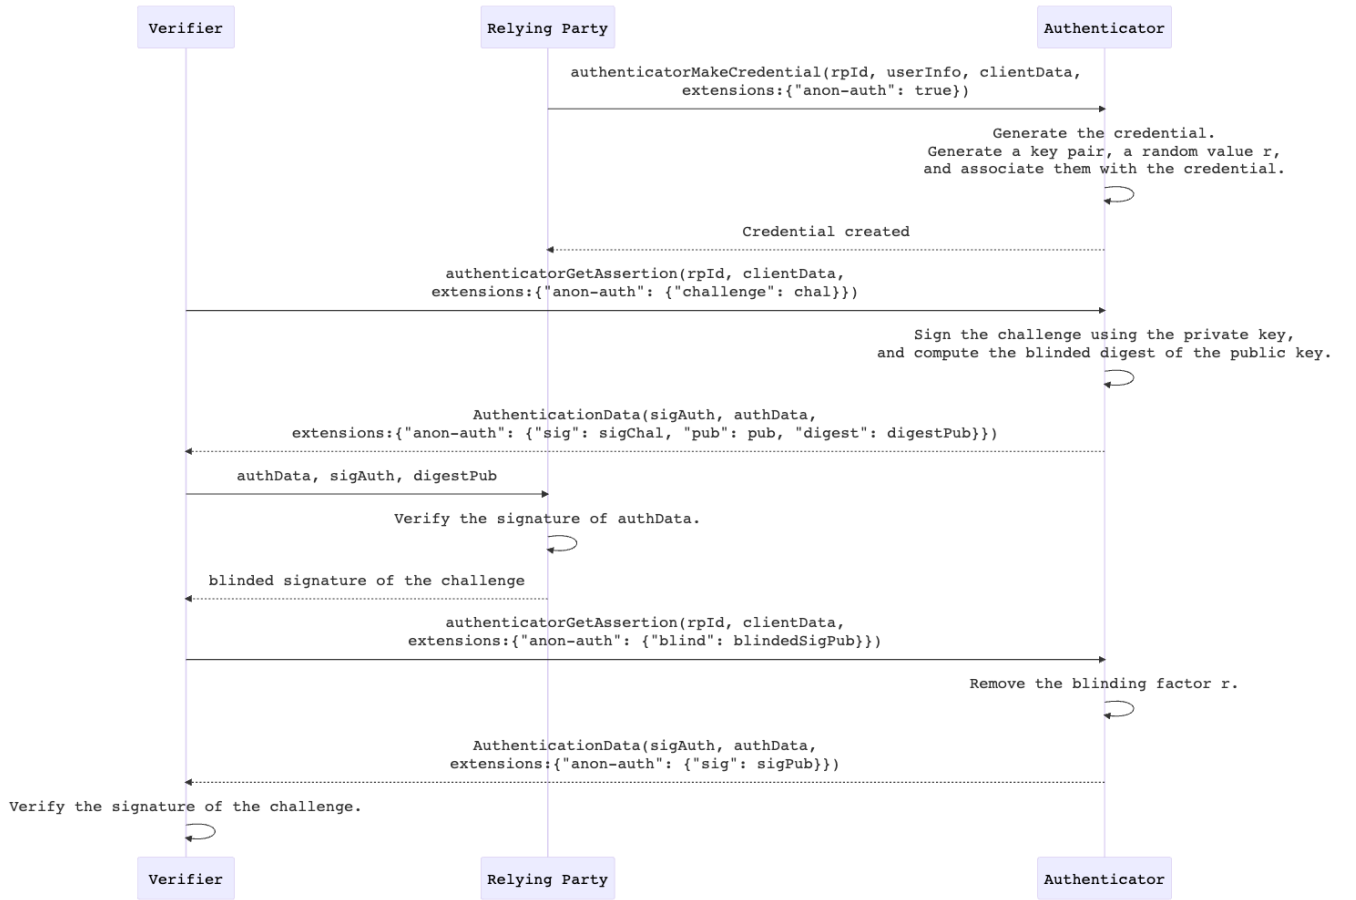 Verifier
Relying Party
Authenticator
authenticatorMakeCredential(rpId, userInfo, clientData,
extensions:{"anon-auth": true})
Generate the credential.
Generate a key pair, a random value r,
and associate them with the credential.
Credential created
authenticatorGetAssertion(rpId, clientData,
extensions:{"anon-auth": {"challenge": chal}})
Sign the challenge using the private key,
and compute the blinded digest of the public key.
AuthenticationData(sigAuth, authData,
extensions:{"anon-auth": {"sig": sigChal, "pub": pub, "digest": digestPub}})
authData, sigAuth, digestPub
Verify the signature of authData.
blinded signature of the challenge
authenticatorGetAssertion(rpId, clientData,
extensions:{"anon-auth": {"blind": blindedSigPub}})
Remove the blinding factor r.
AuthenticationData(sigAuth, authData,
extensions:{"anon-auth": {"sig": sigPub}})
Verify the signature of the challenge.
Verifier
Relying Party
Authenticator